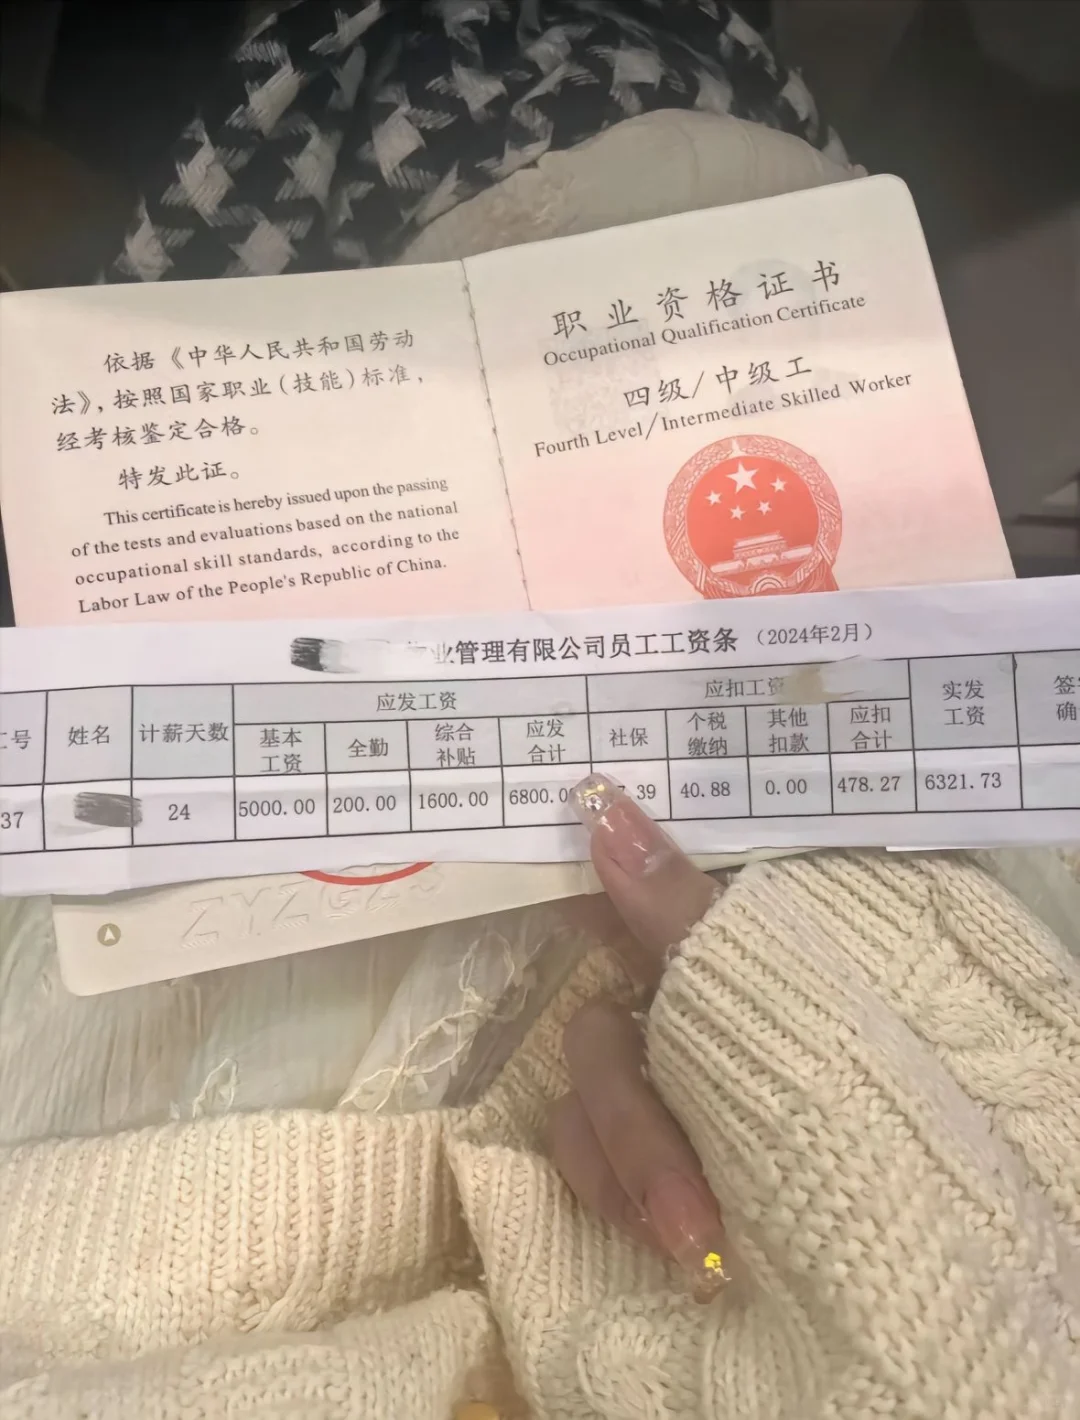 依据《中华人民共和国劳动
法》，按照国家职业（技能）标准，
经考核鉴定合格。
特发此证。
This certificate is hereby issued upon the passing
of the tests and evaluations based on the national
occupational skill standards, according to the
Labor Law of the People's Republic of China.
职业资格证书
Occupational Qualification Certificate
四级/中级工
Fourth Level/Intermediate Skilled Worker
业管理有限公司员工工资条（2024年2月）
号 姓名 计薪天数 应发工资 应扣工资 实发工资
基本工资 全勤 综合补贴 应发合计 社保 个税缴纳 其他扣款 应扣合计
37 24 5000.00 200.00 1600.00 6800.0 7.39 40.88 0.00 478.27 6321.73